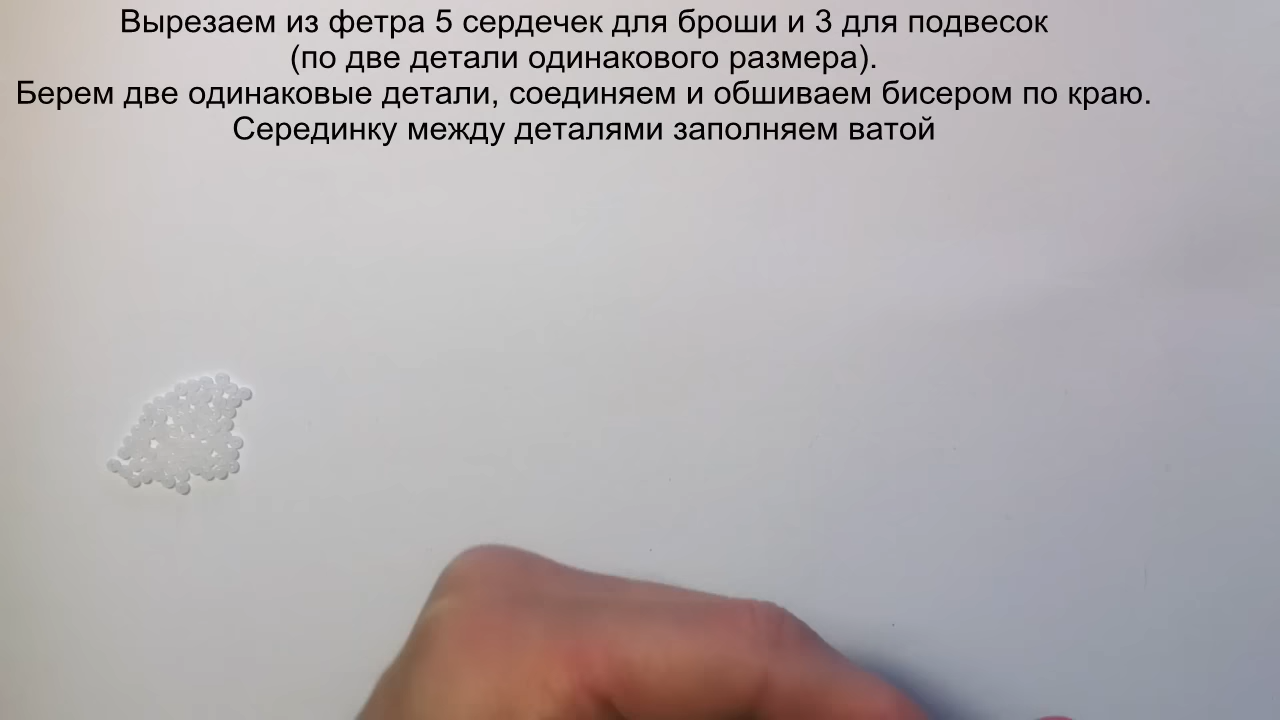 Вырезаем из фетра 5 сердечек для броши и 3 для подвесок
(по две детали одинакового размера).
Берем две одинаковые детали, соединяем и обшиваем бисером по краю.
Серединку между деталями заполняем ватой